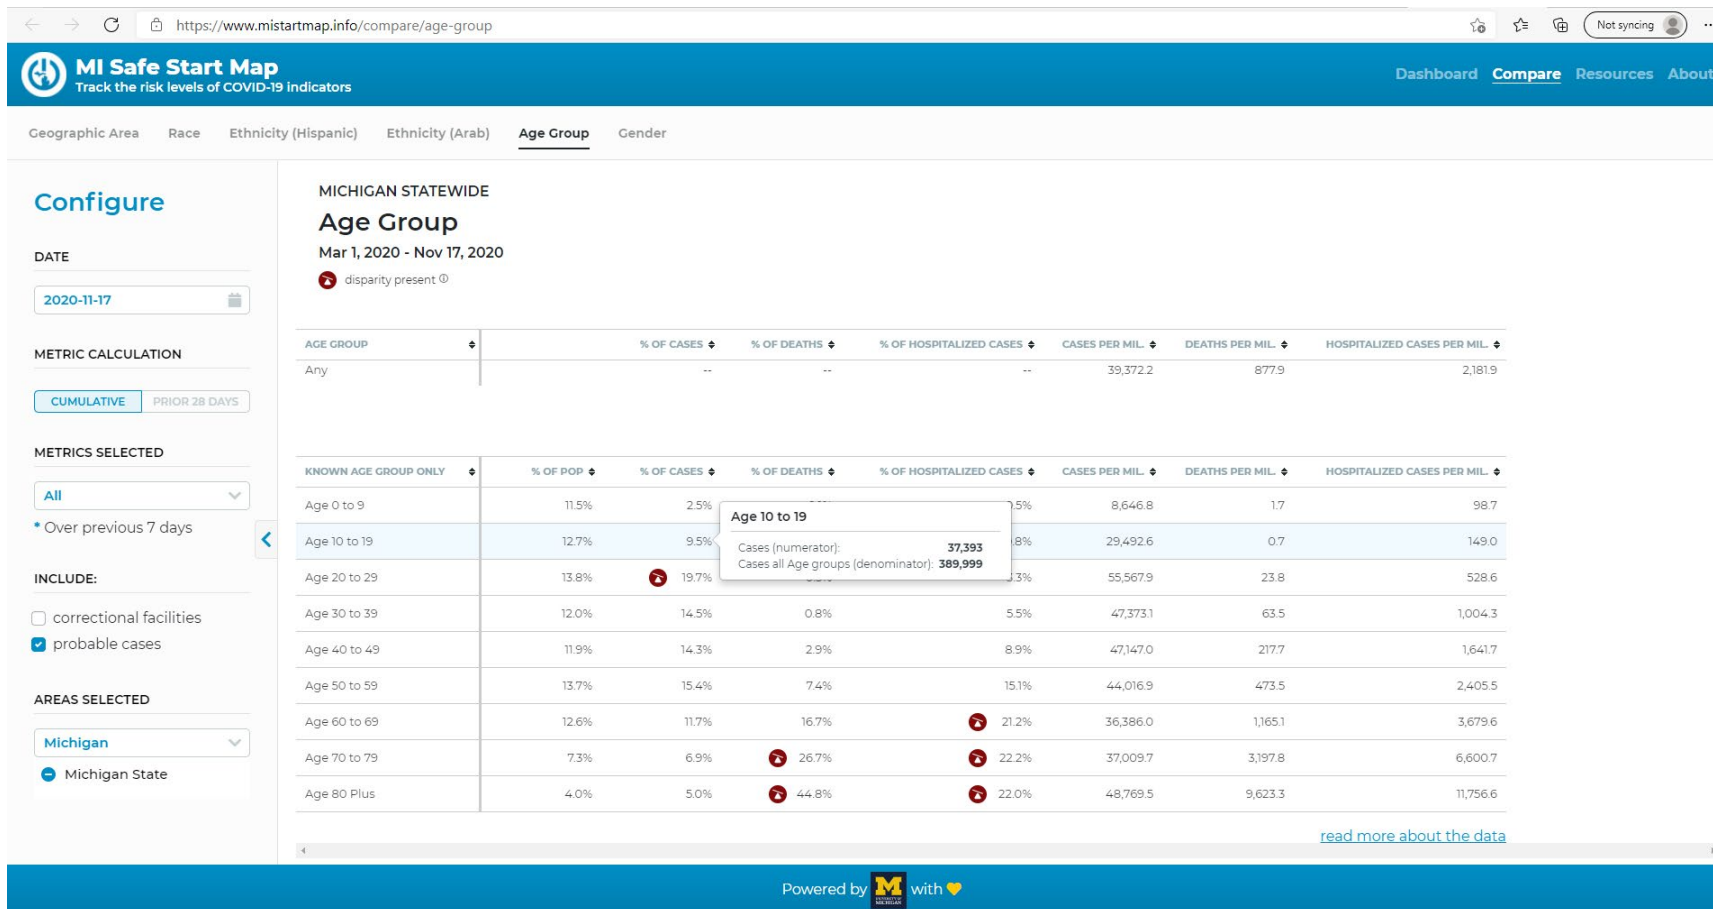 https://www.mistartmap.info/compare/age-group
Not syncing
MI Safe Start Map
Track the risk levels of COVID-19 indicators
Dashboard Compare Resources About
Geographic Area Race Ethnicity (Hispanic) Ethnicity (Arab) Age Group Gender
Configure
DATE
2020-11-17
METRIC CALCULATION
CUMULATIVE PRIOR 28 DAYS
METRICS SELECTED
All
* Over previous 7 days
INCLUDE:
correctional facilities
probable cases
AREAS SELECTED
Michigan
Michigan State
MICHIGAN STATEWIDE
Age Group
Mar 1, 2020 - Nov 17, 2020
disparity present
AGE GROUP % OF CASES % OF DEATHS % OF HOSPITALIZED CASES CASES PER MIL. DEATHS PER MIL. HOSPITALIZED CASES PER MIL.
Any -- -- -- 39,372.2 877.9 2,181.9
KNOWN AGE GROUP ONLY % OF POP % OF CASES % OF DEATHS % OF HOSPITALIZED CASES CASES PER MIL. DEATHS PER MIL. HOSPITALIZED CASES PER MIL.
Age 0 to 9 11.5% 2.5% 8,646.8 1.7 98.7
Age 10 to 19 12.7% 9.5% 29,492.6 0.7 149.0
Age 10 to 19
Cases (numerator): 37,393
Cases all Age groups (denominator): 389,999
Age 20 to 29 13.8% 19.7% 55,567.9 23.8 528.6
Age 30 to 39 12.0% 14.5% 0.8% 5.5% 47,373.1 63.5 1,004.3
Age 40 to 49 11.9% 14.3% 2.9% 8.9% 47,147.0 217.7 1,641.7
Age 50 to 59 13.7% 15.4% 7.4% 15.1% 44,016.9 473.5 2,405.5
Age 60 to 69 12.6% 11.7% 16.7% 21.2% 36,386.0 1,165.1 3,679.6
Age 70 to 79 7.3% 6.9% 26.7% 22.2% 37,009.7 3,197.8 6,600.7
Age 80 Plus 4.0% 5.0% 44.8% 22.0% 48,769.5 9,623.3 11,756.6
read more about the data
Powered by M with